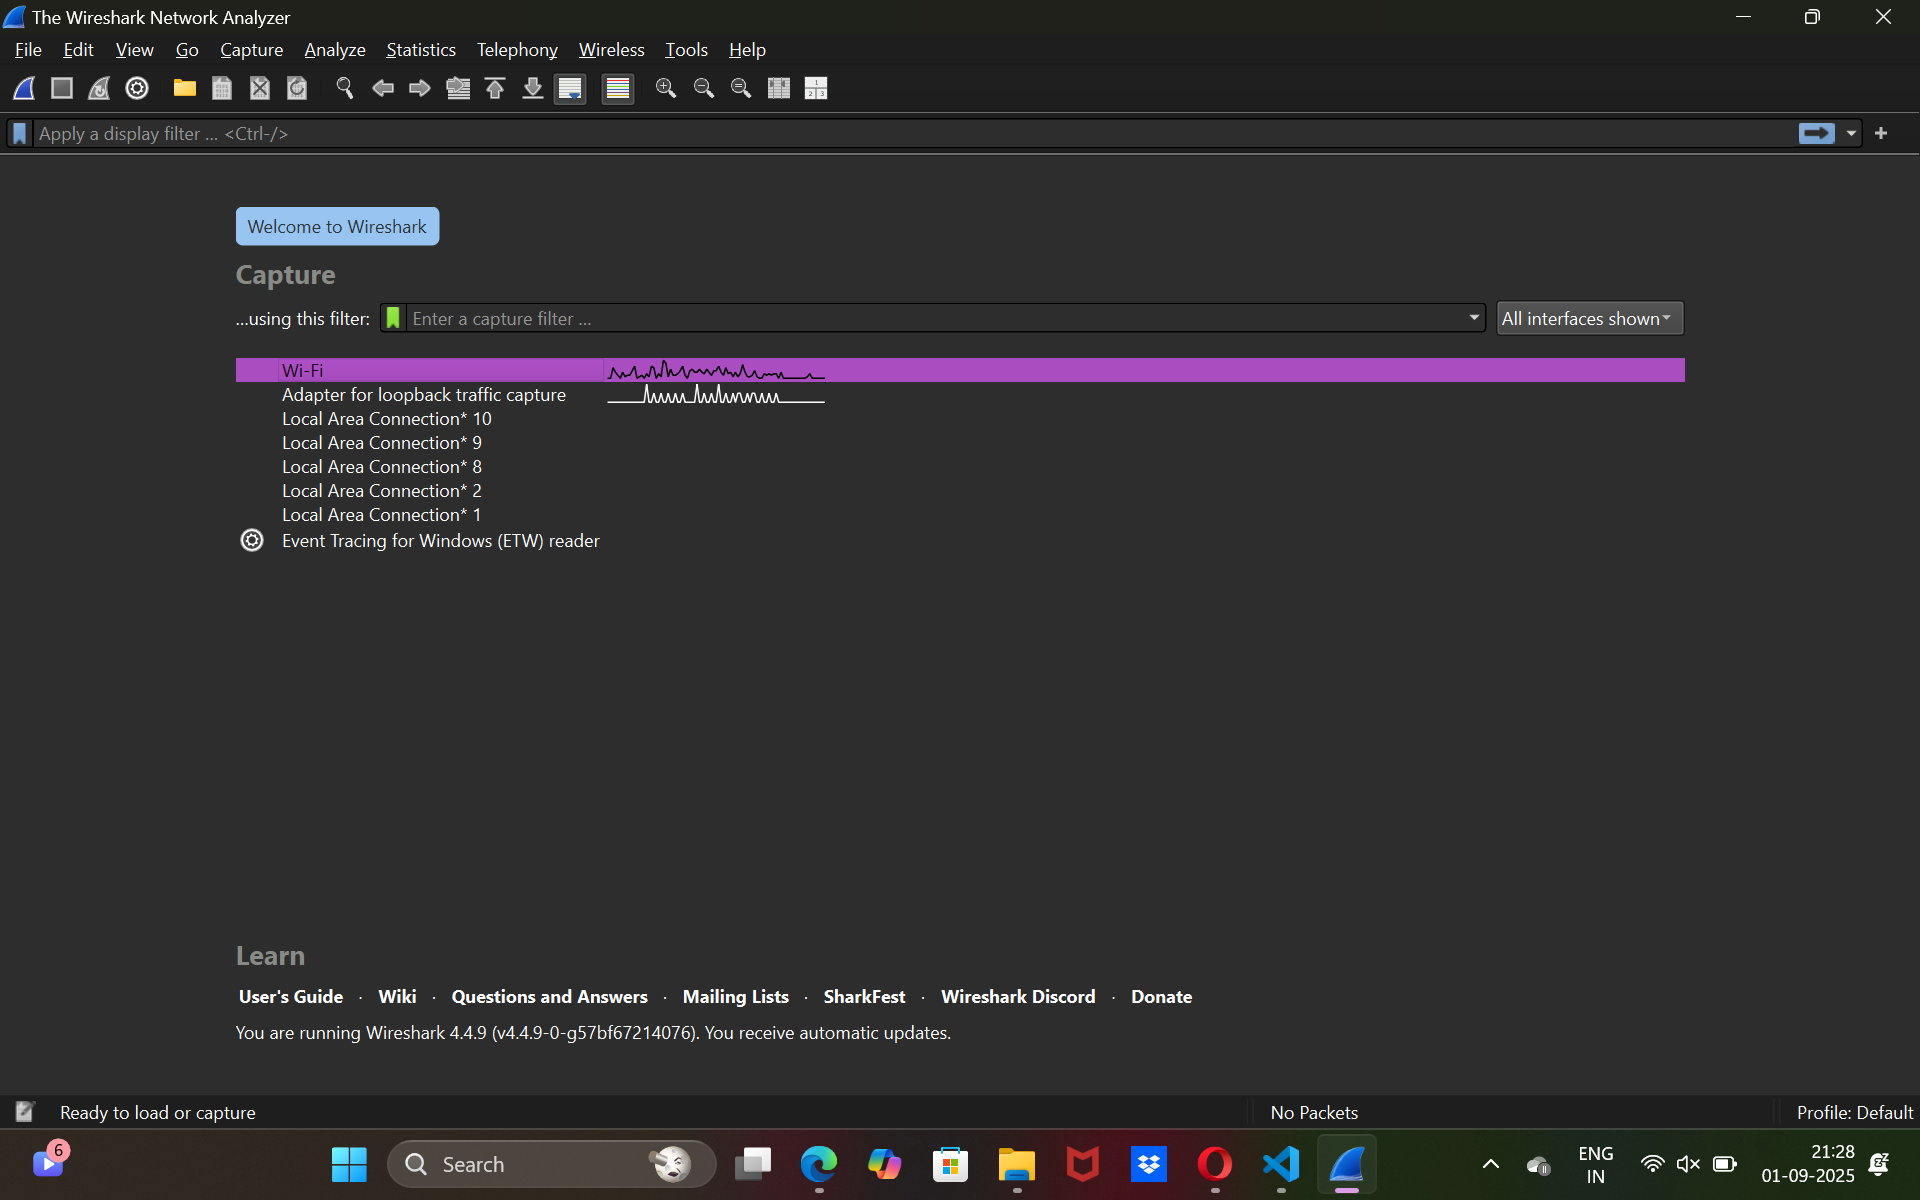 The Wireshark Network Analyzer
File Edit View Go Capture Analyze Statistics Telephony Wireless Tools Help
Apply a display filter ... <Ctrl-/>
Welcome to Wireshark
Capture
...using this filter: Enter a capture filter ... All interfaces shown
Wi-Fi
Adapter for loopback traffic capture
Local Area Connection* 10
Local Area Connection* 9
Local Area Connection* 8
Local Area Connection* 2
Local Area Connection* 1
Event Tracing for Windows (ETW) reader
Learn
User's Guide · Wiki · Questions and Answers · Mailing Lists · SharkFest · Wireshark Discord · Donate
You are running Wireshark 4.4.9 (v4.4.9-0-g57bf67214076). You receive automatic updates.
Ready to load or capture No Packets Profile: Default
6
Search
ENG
IN
21:28
01-09-2025